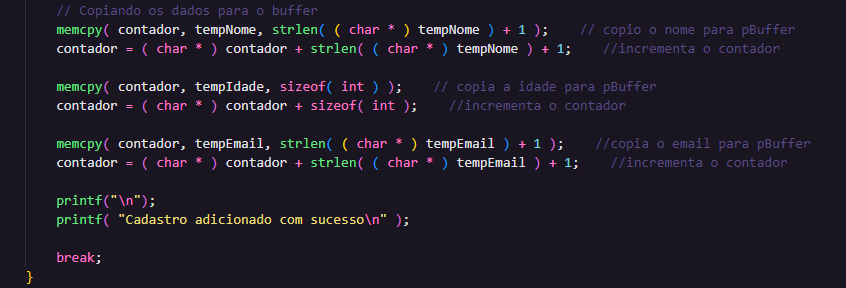 // Copiando os dados para o buffer
memcpy( contador, tempNome, strlen( ( char * ) tempNome ) + 1 );    // copio o nome para pBuffer
contador = ( char * ) contador + strlen( ( char * ) tempNome ) + 1;    //incrementa o contador
memcpy( contador, tempIdade, sizeof( int ) );    // copia a idade para pBuffer
contador = ( char * ) contador + sizeof( int );    //incrementa o contador
memcpy( contador, tempEmail, strlen( ( char * ) tempEmail ) + 1 );    //copia o email para pBuffer
contador = ( char * ) contador + strlen( ( char * ) tempEmail ) + 1;    //incrementa o contador
printf("\n");
printf( "Cadastro adicionado com sucesso\n" );
break;
}